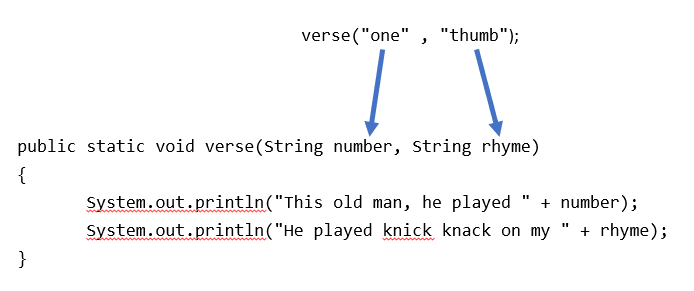 verse("one" , "thumb");
public static void verse(String number, String rhyme)
{
System.out.println("This old man, he played " + number);
System.out.println("He played knick knack on my " + rhyme);
}